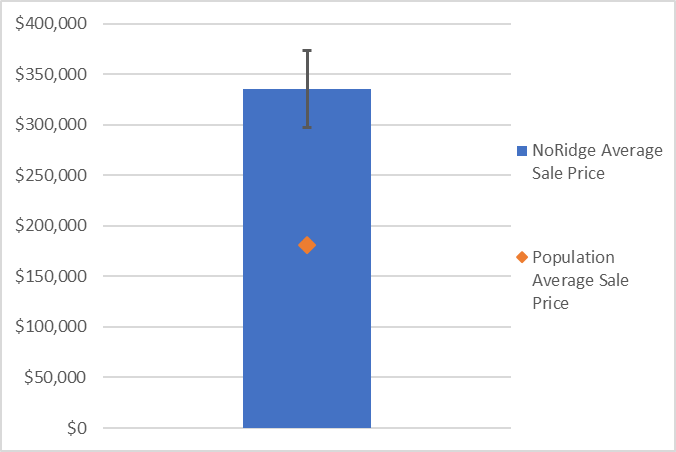 $400,000
$350,000
$300,000
$250,000
$200,000
$150,000
$100,000
$50,000
$0
NoRidge Average
Sale Price
Population
Average Sale
Price